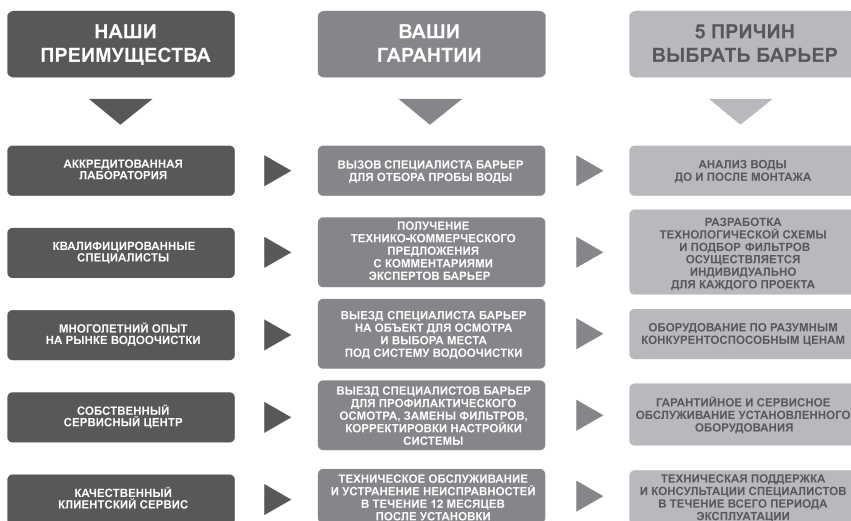 НАШИ
ПРЕИМУЩЕСТВА
ВАШИ
ГАРАНТИИ
5 ПРИЧИН
ВЫБРАТЬ БАРЬЕР
АККРЕДИТОВАННАЯ
ЛАБОРАТОРИЯ
ВЫЗОВ СПЕЦИАЛИСТА БАРЬЕР
ДЛЯ ОТБОРА ПРОБЫ ВОДЫ
АНАЛИЗ ВОДЫ
ДО И ПОСЛЕ МОНТАЖА
КВАЛИФИЦИРОВАННЫЕ
СПЕЦИАЛИСТЫ
ПОЛУЧЕНИЕ
ТЕХНИКО-КОММЕРЧЕСКОГО
ПРЕДЛОЖЕНИЯ
С КОММЕНТАРИЯМИ
ЭКСПЕРТОВ БАРЬЕР
РАЗРАБОТКА
ТЕХНОЛОГИЧЕСКОЙ СХЕМЫ
И ПОДБОР ФИЛЬТРОВ
ОСУЩЕСТВЛЯЕТСЯ
ИНДИВИДУАЛЬНО
ДЛЯ КАЖДОГО ПРОЕКТА
МНОГОЛЕТНИЙ ОПЫТ
НА РЫНКЕ ВОДООЧИСТКИ
ВЫЕЗД СПЕЦИАЛИСТА БАРЬЕР
НА ОБЪЕКТ ДЛЯ ОСМОТРА
И ВЫБОРА МЕСТА
ПОД СИСТЕМУ ВОДООЧИСТКИ
ОБОРУДОВАНИЕ ПО РАЗУМНЫМ
КОНКУРЕНТОСПОСОБНЫМ ЦЕНАМ
СОБСТВЕННЫЙ
СЕРВИСНЫЙ ЦЕНТР
ВЫЕЗД СПЕЦИАЛИСТОВ БАРЬЕР
ДЛЯ ПРОФИЛАКТИЧЕСКОГО
ОСМОТРА, ЗАМЕНЫ ФИЛЬТРОВ,
КОРРЕКТИРОВКИ НАСТРОЙКИ
СИСТЕМЫ
ГАРАНТИЙНОЕ И СЕРВИСНОЕ
ОБСЛУЖИВАНИЕ УСТАНОВЛЕННОГО
ОБОРУДОВАНИЯ
КАЧЕСТВЕННЫЙ
КЛИЕНТСКИЙ СЕРВИС
ТЕХНИЧЕСКОЕ ОБСЛУЖИВАНИЕ
И УСТРАНЕНИЕ НЕИСПРАВНОСТЕЙ
В ТЕЧЕНИЕ 12 МЕСЯЦЕВ
ПОСЛЕ УСТАНОВКИ
ТЕХНИЧЕСКАЯ ПОДДЕРЖКА
И КОНСУЛЬТАЦИИ СПЕЦИАЛИСТОВ
В ТЕЧЕНИЕ ВСЕГО ПЕРИОДА
ЭКСПЛУАТАЦИИ